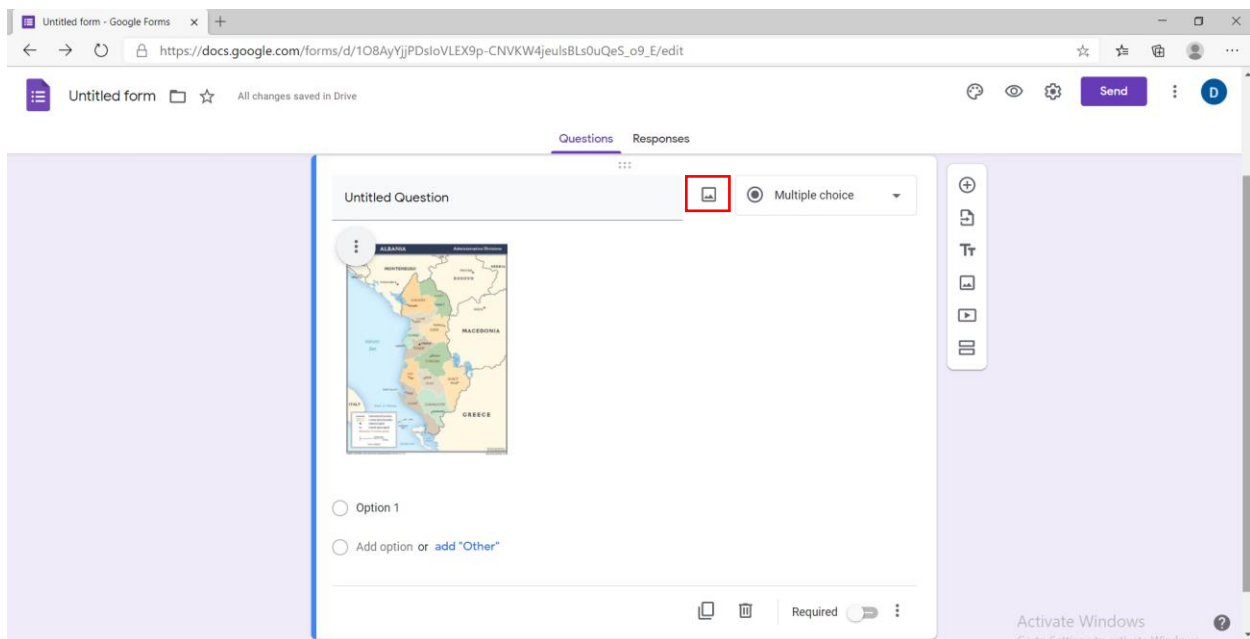 Untitled form - Google Forms
https://docs.google.com/forms/d/1O8AyYjjPDsIoVLEX9p-CNVKW4jeulsBLs0uQeS_o9_E/edit
Untitled form All changes saved in Drive
Send
D
Questions Responses
Untitled Question
Multiple choice
Tт
ALBANIA Administrative Divisions
MONTENEGRO
KOSOVO
MACEDONIA
ITALY
GREECE
Option 1
Add option or add "Other"
Required
Activate Windows